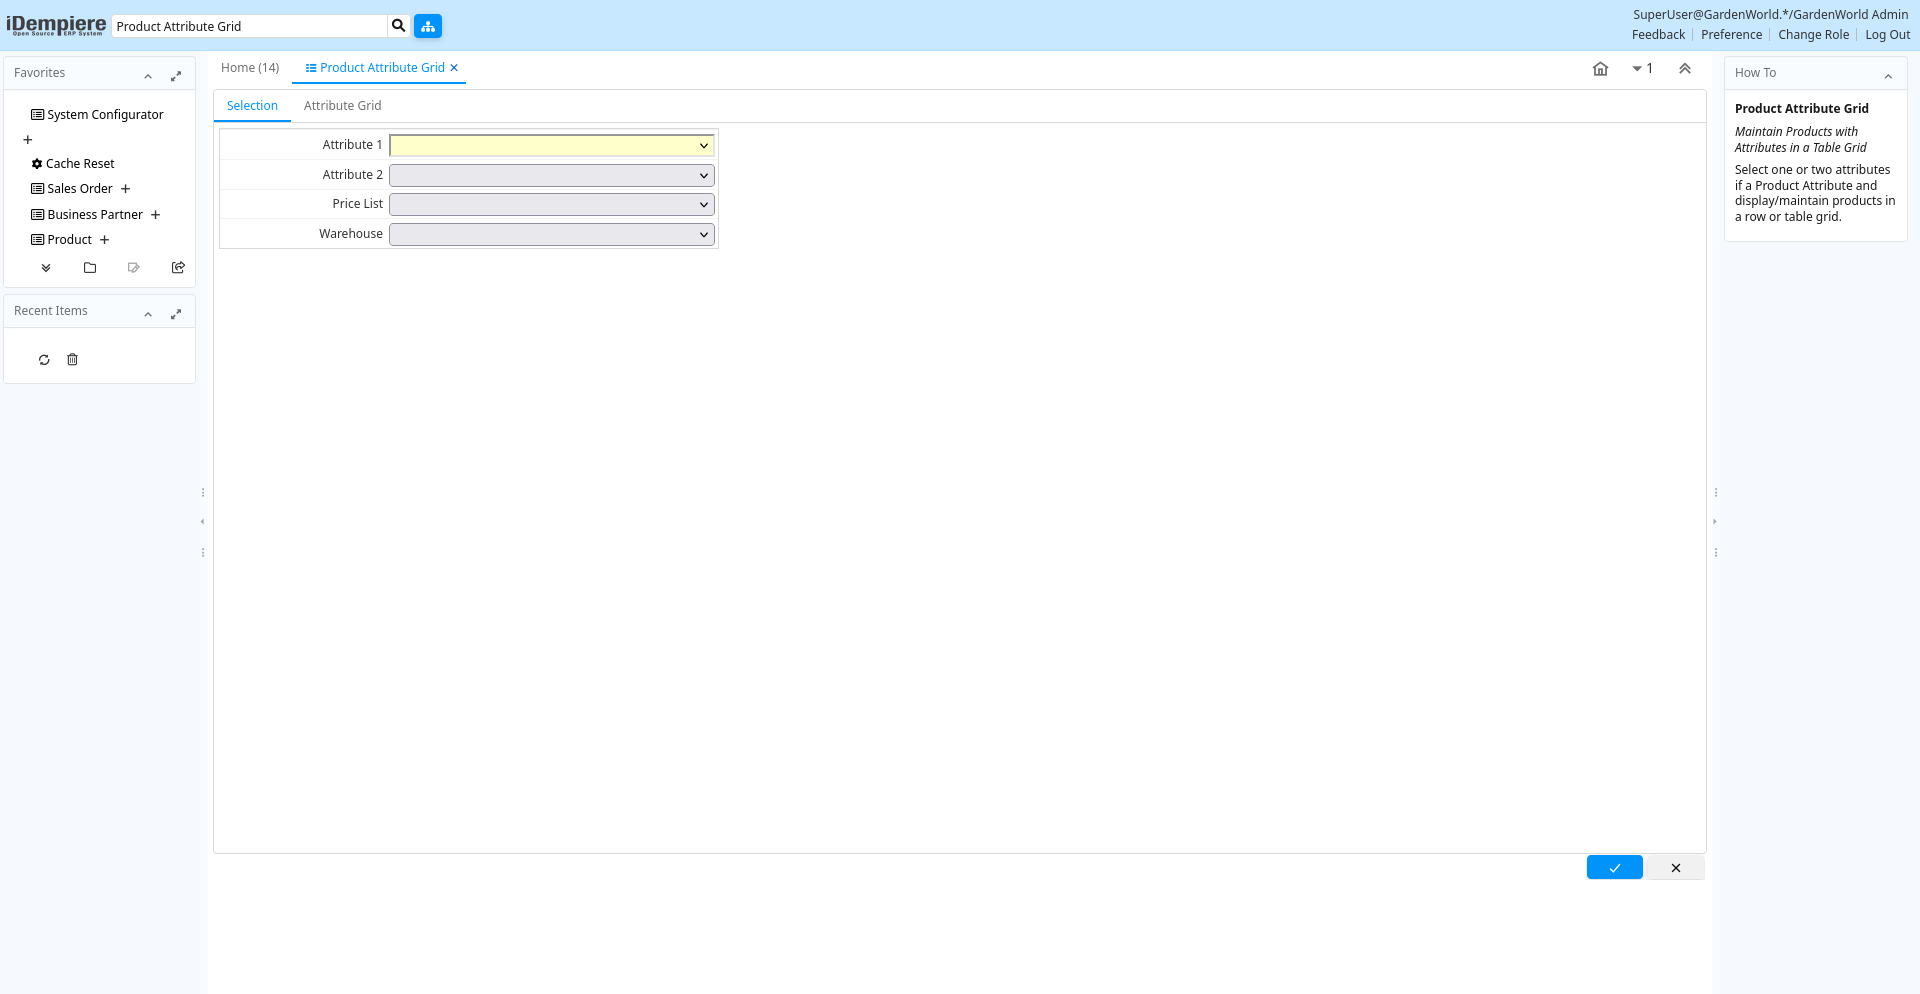 iDempiere
Open Source ERP System
Product Attribute Grid
SuperUser@GardenWorld.*/GardenWorld Admin
Feedback
Preference
Change Role
Log Out
Favorites
System Configurator
Cache Reset
Sales Order
Business Partner
Product
Recent Items
Home (14)
Product Attribute Grid
1
Selection
Attribute Grid
Attribute 1
Attribute 2
Price List
Warehouse
How To
Product Attribute Grid
Maintain Products with
Attributes in a Table Grid
Select one or two attributes
if a Product Attribute and
display/maintain products in
a row or table grid.